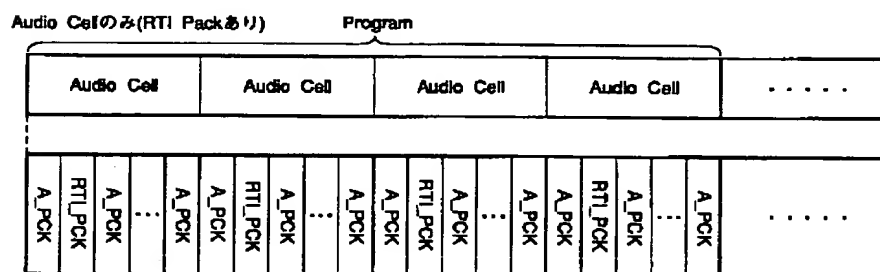 Audio Cellのみ(RTI Packあり)
Program
Audio Cell Audio Cell Audio Cell Audio Cell .....
A_PCK RTI_PCK A_PCK ... A_PCK A_PCK RTI_PCK A_PCK ... A_PCK A_PCK RTI_PCK A_PCK ... A_PCK A_PCK RTI_PCK A_PCK ... A_PCK .....